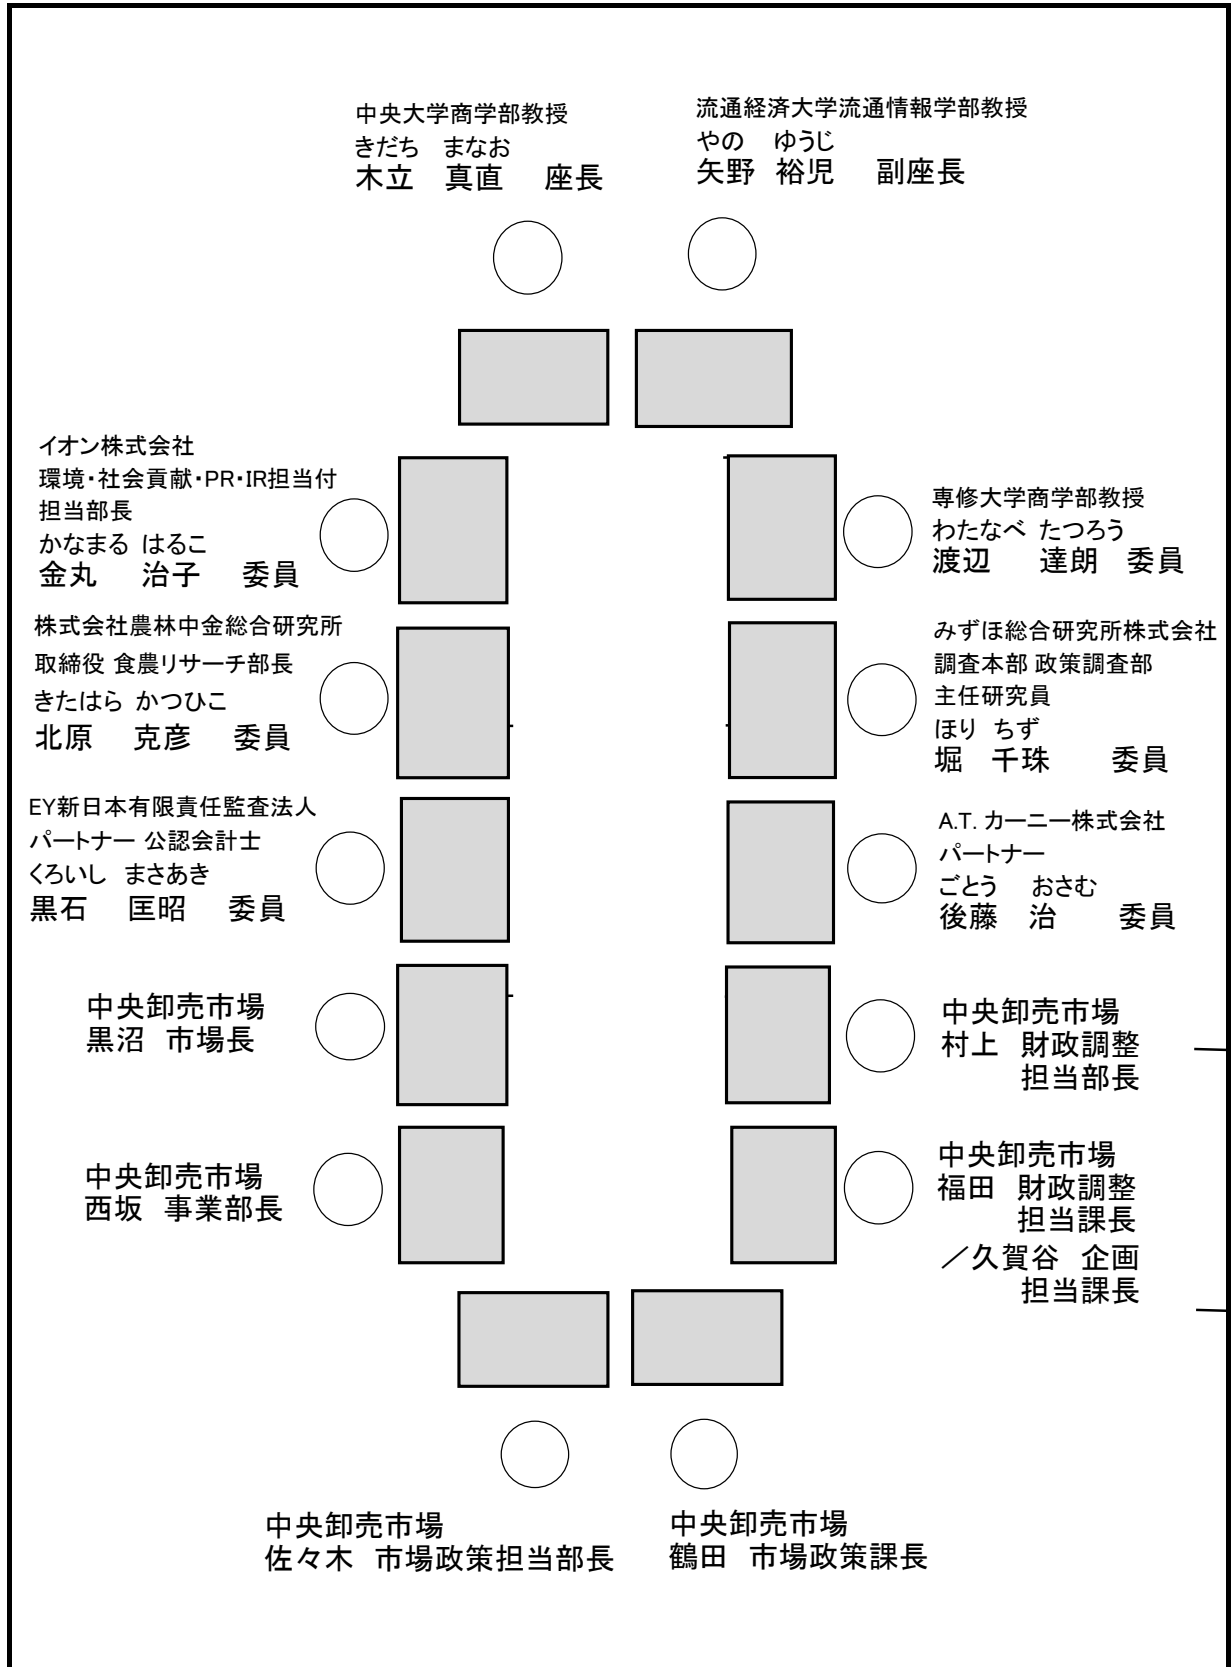 中央大学商学部教授
きだち まなお
木立 真直 座長
流通経済大学流通情報学部教授
やの ゆうじ
矢野 裕児 副座長
イオン株式会社
環境・社会貢献・PR・IR担当付
担当部長
かなまる はるこ
金丸 治子 委員
専修大学商学部教授
わたなべ たつろう
渡辺 達朗 委員
株式会社農林中金総合研究所
取締役 食農リサーチ部長
きたはら かつひこ
北原 克彦 委員
みずほ総合研究所株式会社
調査本部 政策調査部
主任研究員
ほり ちず
堀 千珠 委員
EY新日本有限責任監査法人
パートナー 公認会計士
くろいし まさあき
黒石 匡昭 委員
A.T. カーニー株式会社
パートナー
ごとう おさむ
後藤 治 委員
中央卸売市場
黒沼 市場長
中央卸売市場
村上 財政調整
担当部長
中央卸売市場
西坂 事業部長
中央卸売市場
福田 財政調整
担当課長
／久賀谷 企画
担当課長
中央卸売市場
佐々木 市場政策担当部長
中央卸売市場
鶴田 市場政策課長